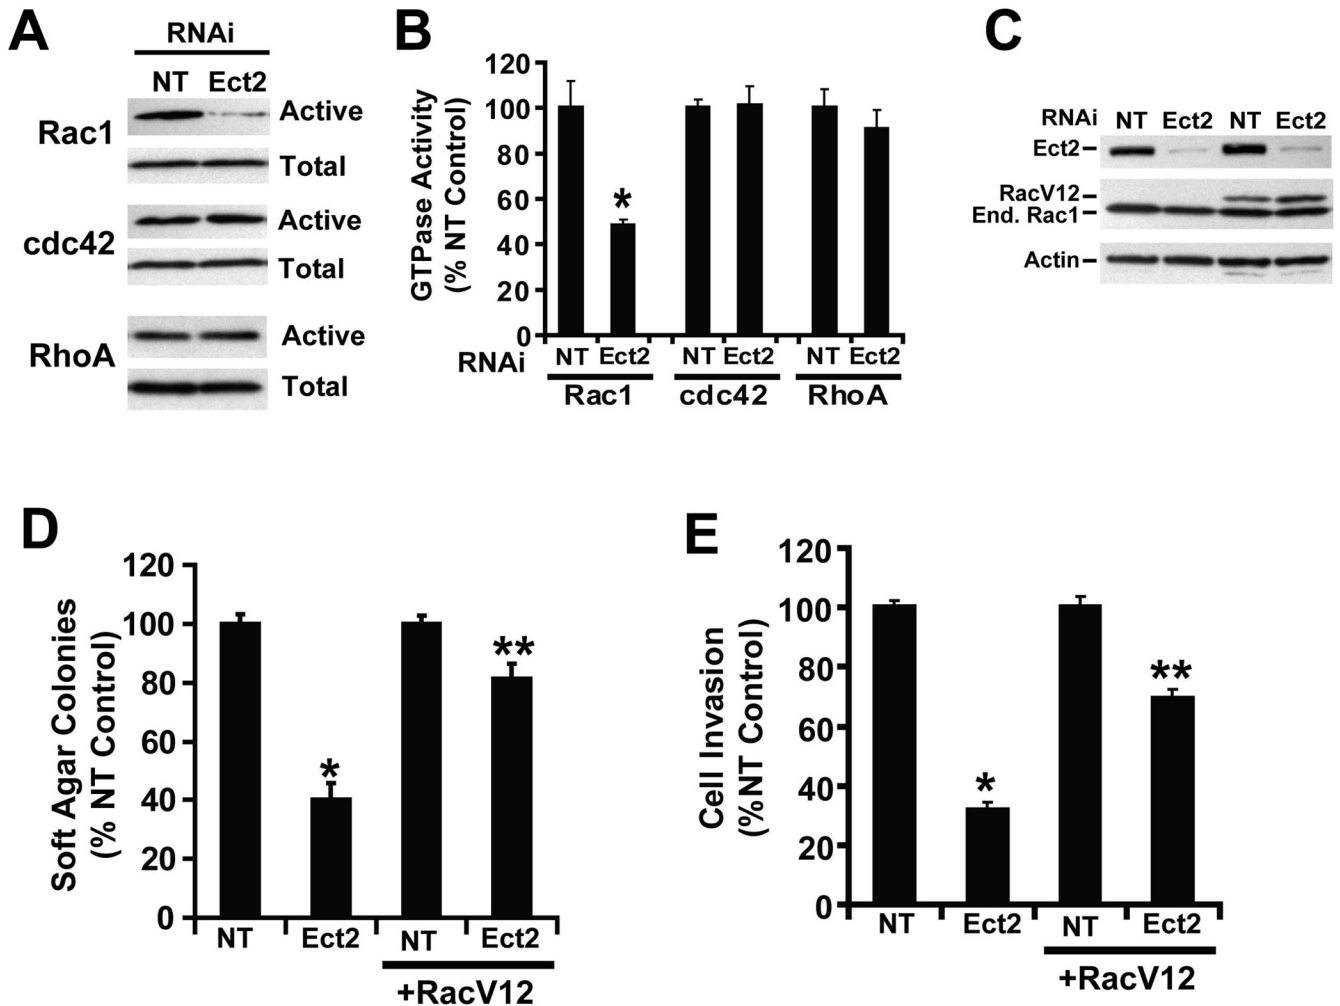 A
RNAi
NT Ect2
Rac1
Active
Total
cdc42
Active
Total
RhoA
Active
Total
B
GTPase Activity
(% NT Control)
120
100
80
60
40
20
0
*
RNAi
NT Ect2 NT Ect2 NT Ect2
Rac1 cdc42 RhoA
C
RNAi NT Ect2 NT Ect2
Ect2
RacV12
End. Rac1
Actin
D
Soft Agar Colonies
(% NT Control)
120
100
80
60
40
20
0
*
**
NT Ect2 NT Ect2
+RacV12
E
Cell Invasion
(%NT Control)
120
100
80
60
40
20
0
*
**
NT Ect2 NT Ect2
+RacV12